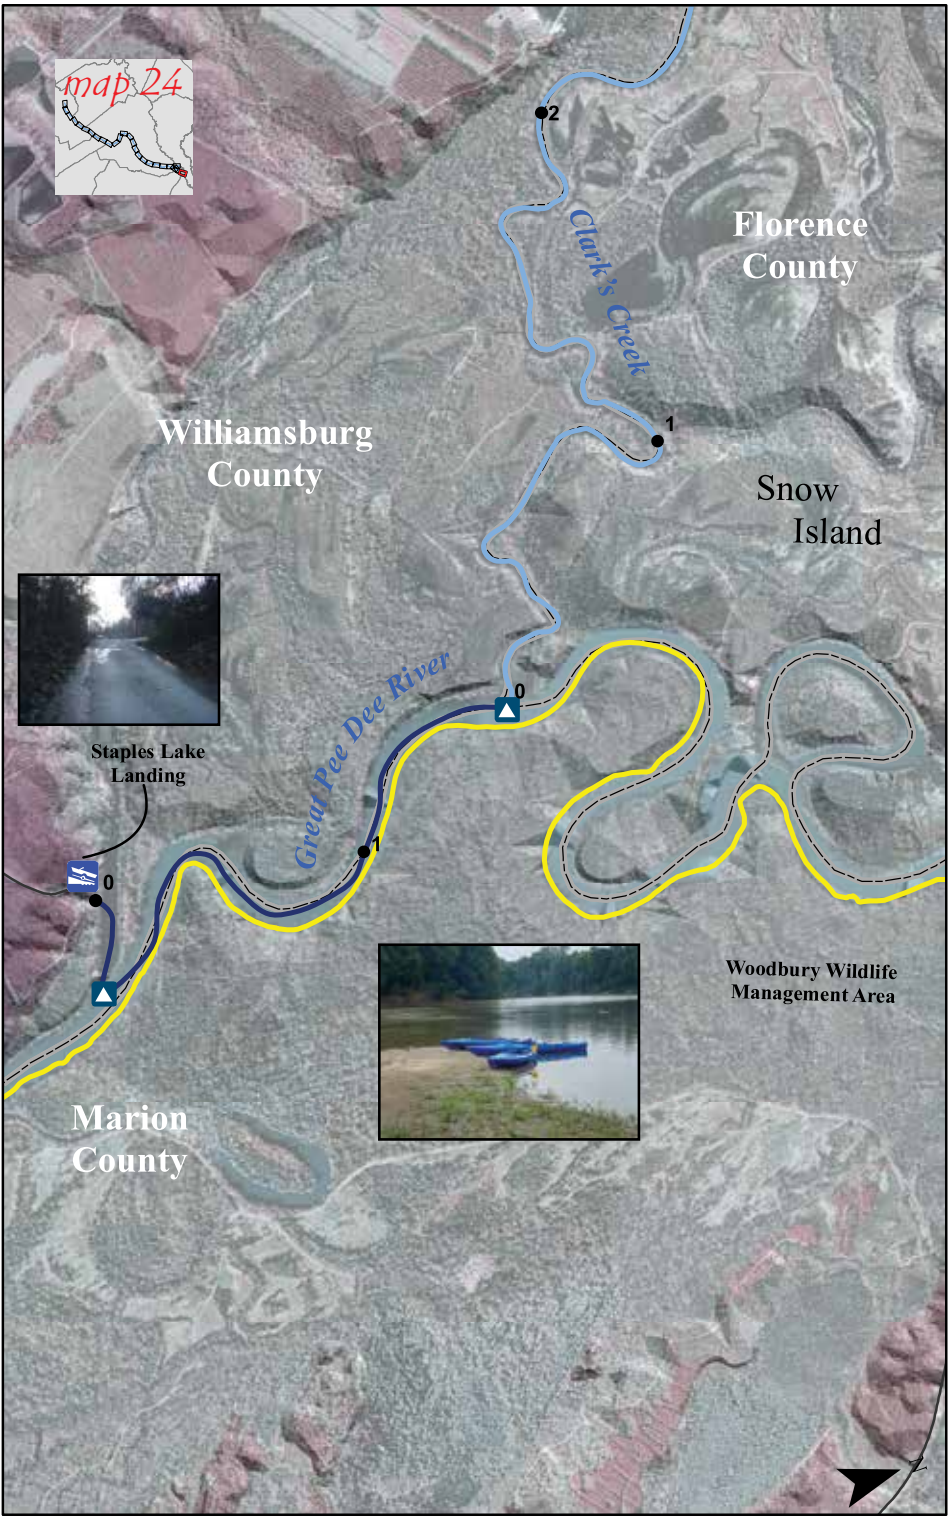 map 24
2
Clark's Creek
Florence
County
Williamsburg
County
1
Snow
Island
Great Pee Dee River
0
Staples Lake
Landing
1
0
Woodbury Wildlife
Management Area
Marion
County
N